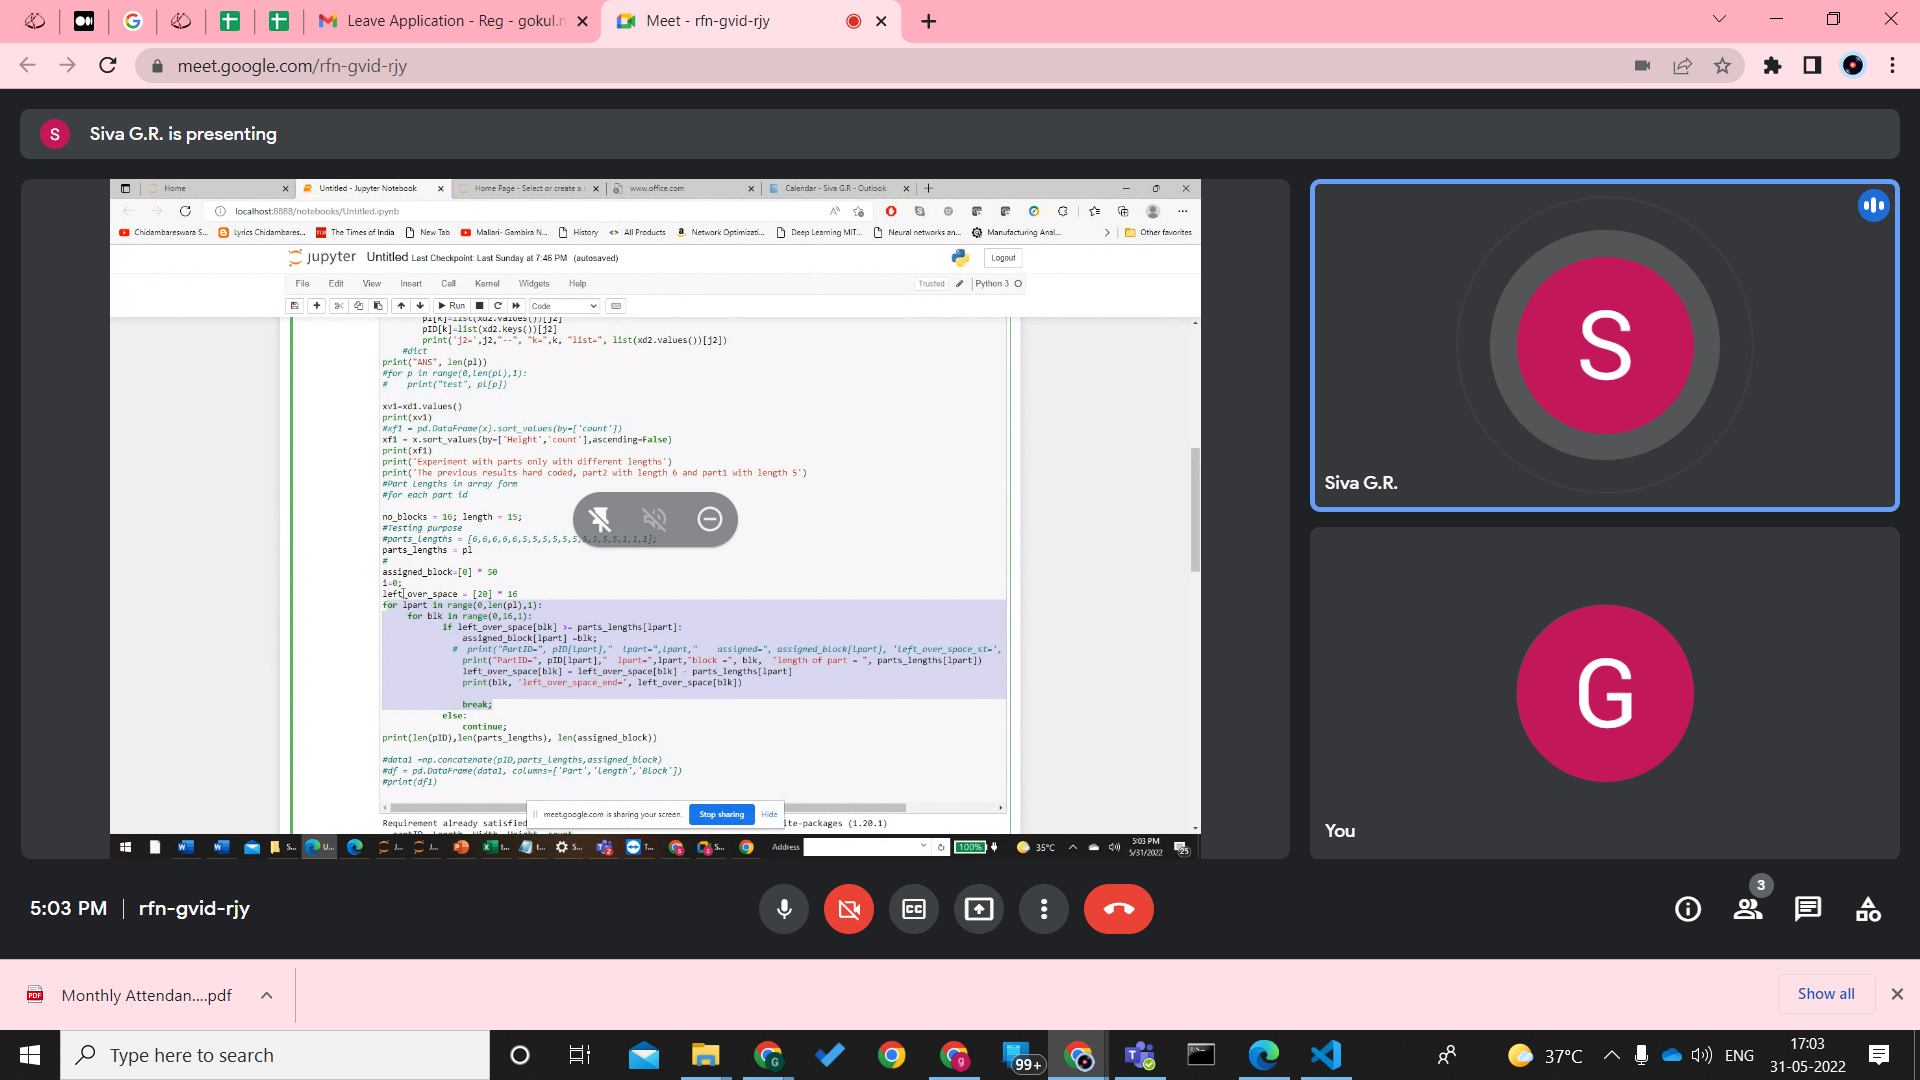 Leave Application - Reg - gokul.
Meet - rfn-gvid-rjy
meet.google.com/rfn-gvid-rjy
S
Siva G.R. is presenting
Home
Untitled - Jupyter Notebook
Home Page - Select or create a
www.office.com
Calendar - Siva G.R - Outlook
localhost:8888/notebooks/Untitled.ipynb
Chidambareswara S...
Lyrics Chidambares...
The Times of India
New Tab
Mallari- Gambira N...
History
All Products
Network Optimizati...
Deep Learning MIT...
Neural networks an...
Manufacturing Anal...
Other favorites
jupyter Untitled Last Checkpoint: Last Sunday at 7:46 PM (autosaved)
Logout
File Edit View Insert Cell Kernel Widgets Help
Trusted
Python 3
Run
Code
pl[k]=list(xd2.values())[j2]
pID[k]=list(xd2.keys())[j2]
print('j2=',j2,"--", "k=",k, "list=", list(xd2.values())[j2])
#dict
print("ANS", len(pl))
#for p in range(0,len(pl),1):
#    print("test", pl[p])
xv1=xd1.values()
print(xv1)
#xf1 = pd.DataFrame(x).sort_values(by=['count'])
xf1 = x.sort_values(by=['Height','count'],ascending=False)
print(xf1)
print('Experiment with parts only with different lengths')
print('The previous results hard coded, part2 with length 6 and part1 with length 5')
#Part Lengths in array form
#for each part id
no_blocks = 16; length = 15;
#Testing purpose
#parts_lengths = [6,6,6,6,6,5,5,5,5,5,5,5,5,5,5,1,1,1];
parts_lengths = pl
#
assigned_block=[0] * 50
i=0;
left_over_space = [20] * 16
for lpart in range(0,len(pl),1):
for blk in range(0,16,1):
if left_over_space[blk] >= parts_lengths[lpart]:
assigned_block[lpart] =blk;
#  print("PartID=", pID[lpart],"  lpart=",lpart,"    assigned=", assigned_block[lpart], 'Left_over_space_st=',
print("PartID=", pID[lpart],"  lpart=",lpart,"block =", blk,  "length of part = ", parts_lengths[lpart])
left_over_space[blk] = left_over_space[blk] - parts_lengths[lpart]
print(blk, 'left_over_space_end=', left_over_space[blk])
break;
else:
continue;
print(len(pID),len(parts_lengths), len(assigned_block))
#data1 =np.concatenate(pID,parts_lengths,assigned_block)
#df = pd.DataFrame(data1, columns=['Part','length','Block'])
#print(df1)
meet.google.com is sharing your screen.
Stop sharing
Hide
Requirement already satisfied
ite-packages (1.20.1)
Address
100%
35°C
5:03 PM
5/31/2022
25
S
Siva G.R.
G
You
5:03 PM
rfn-gvid-rjy
3
Monthly Attendan....pdf
Show all
Type here to search
99+
37°C
ENG
17:03
31-05-2022